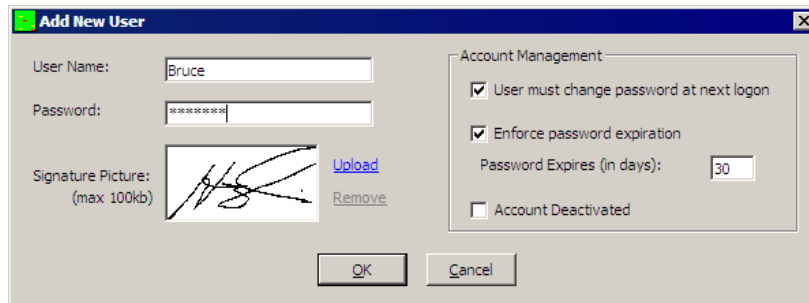 Add New User
User Name:
Bruce
Password:
*******
Signature Picture:
(max 100kb)
Upload
Remove
Account Management
User must change password at next logon
Enforce password expiration
Password Expires (in days):
30
Account Deactivated
OK
Cancel